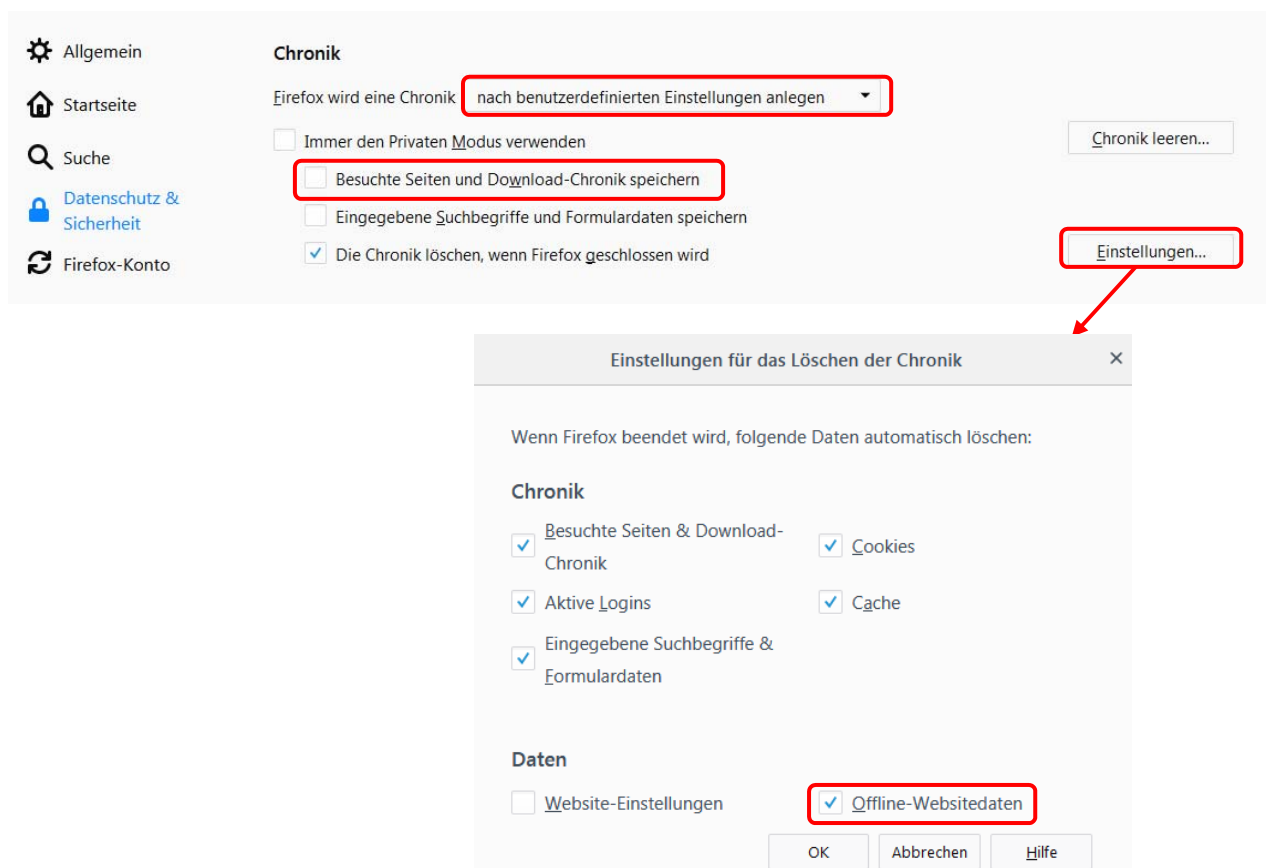 Allgemein
Startseite
Suche
Datenschutz &
Sicherheit
Firefox-Konto
Chronik
Firefox wird eine Chronik nach benutzerdefinierten Einstellungen anlegen
Immer den Privaten Modus verwenden
Chronik leeren...
Besuchte Seiten und Download-Chronik speichern
Eingegebene Suchbegriffe und Formulardaten speichern
Die Chronik löschen, wenn Firefox geschlossen wird
Einstellungen...
Einstellungen für das Löschen der Chronik
Wenn Firefox beendet wird, folgende Daten automatisch löschen:
Chronik
Besuchte Seiten & Download-
Chronik
Cookies
Aktive Logins
Cache
Eingegebene Suchbegriffe &
Formulardaten
Daten
Website-Einstellungen
Offline-Websitedaten
OK
Abbrechen
Hilfe